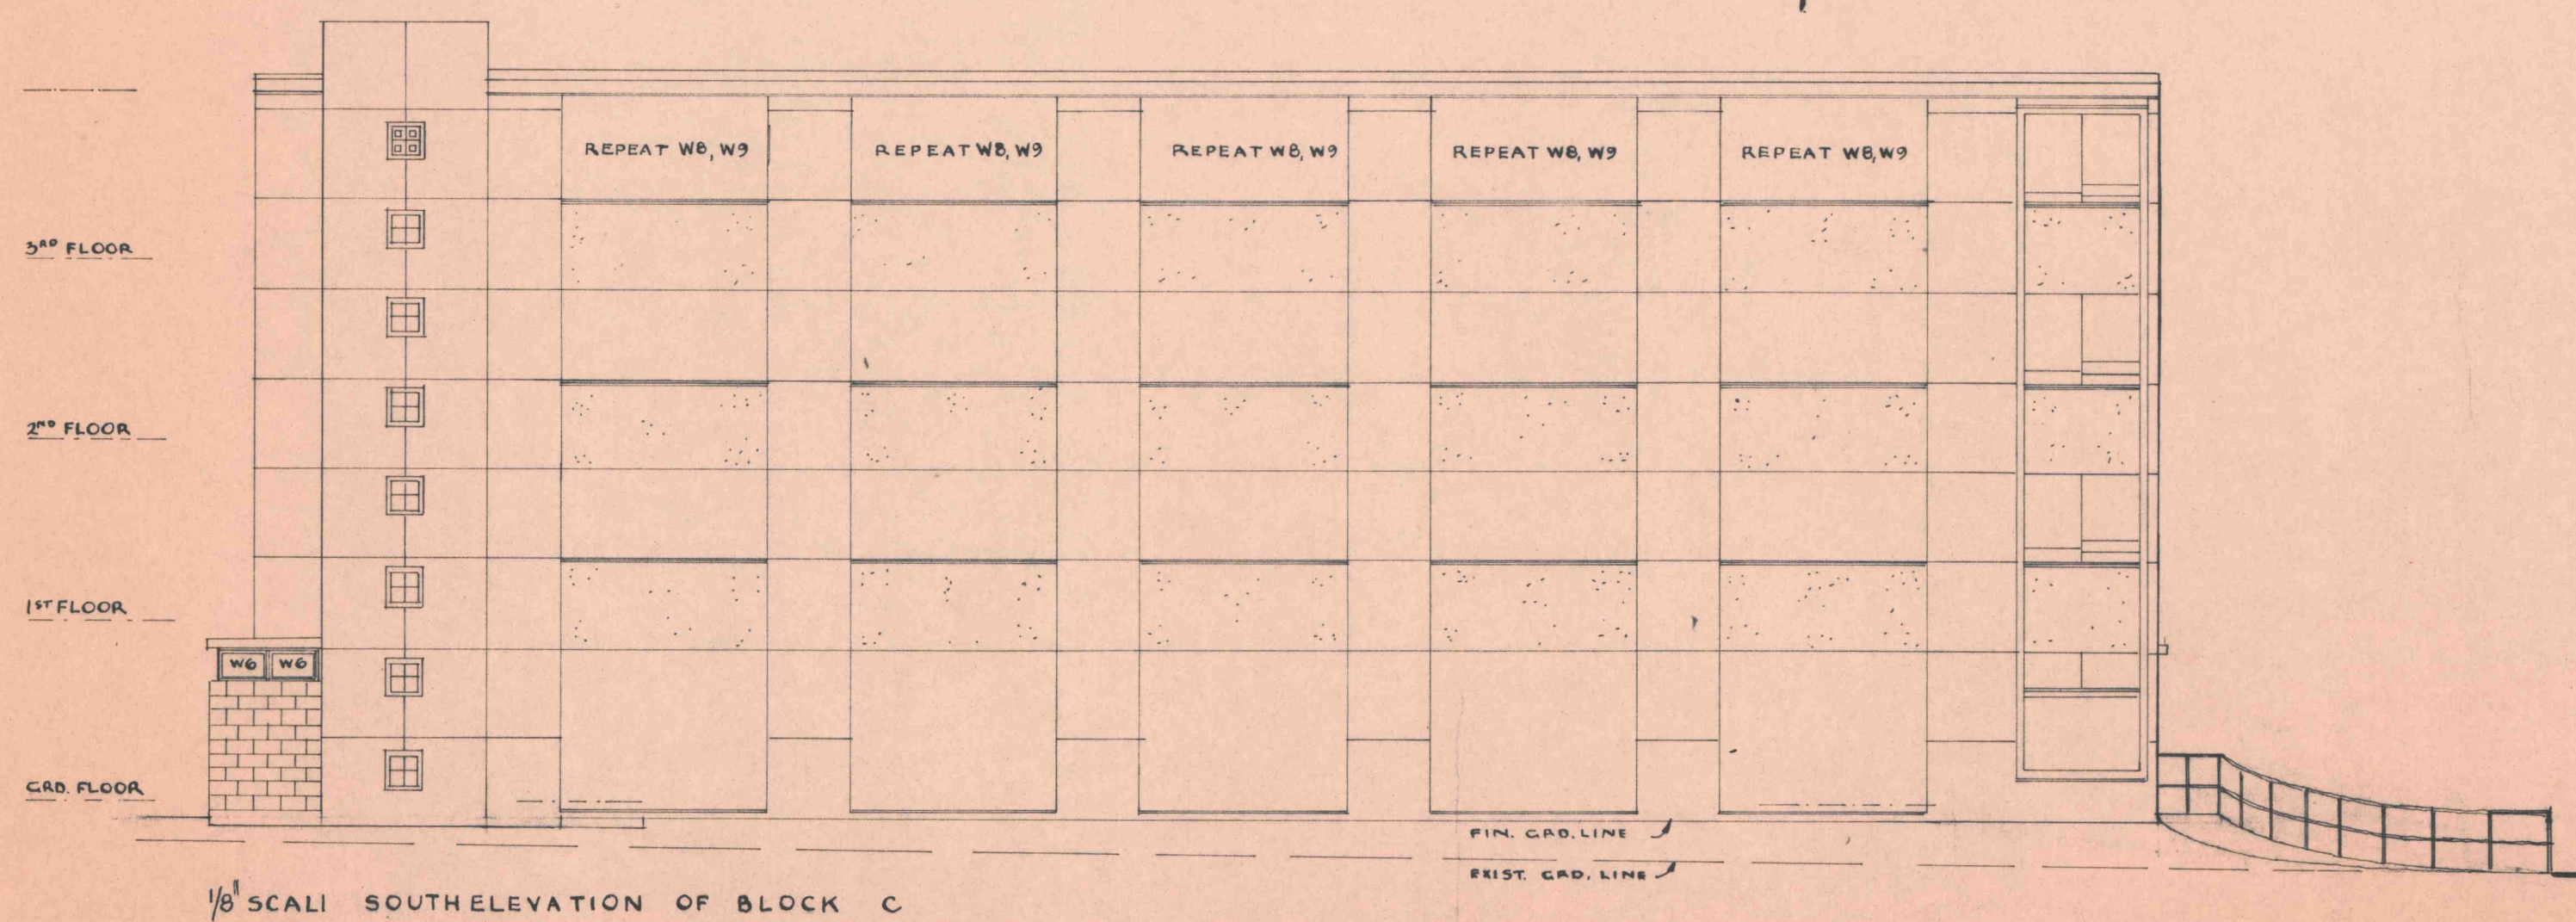 REPEAT W8, W9
REPEAT W8, W9
REPEAT W8, W9
REPEAT W8, W9
REPEAT W8, W9
3RD FLOOR
2ND FLOOR
1ST FLOOR
W6 W6
GRD. FLOOR
FIN. GRD. LINE
EXIST. GRD. LINE
1/8" SCALE SOUTH ELEVATION OF BLOCK C